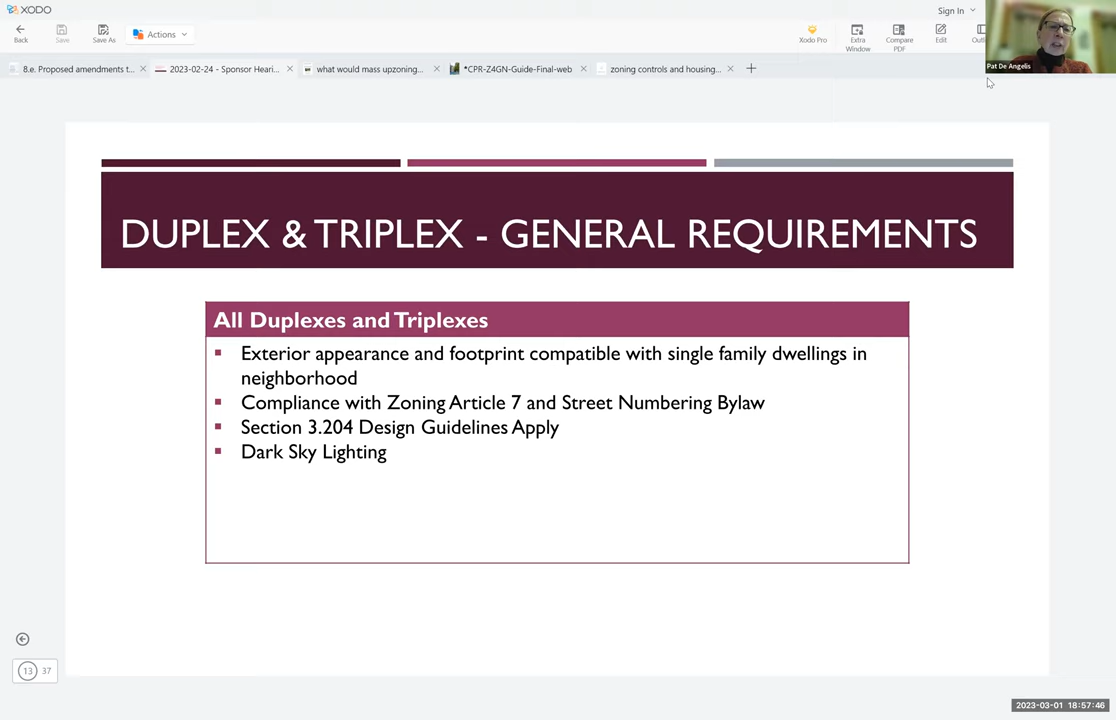 XODO
Sign In
Back
Save
Save As
Actions
Xodo Pro
Extra
Window
Compare
PDF
Edit
Pat De Angelis
8.e. Proposed amendments t...
2023-02-24 - Sponsor Heari...
what would mass upzoning...
*CPR-Z4GN-Guide-Final-web
zoning controls and housing...
DUPLEX & TRIPLEX - GENERAL REQUIREMENTS
All Duplexes and Triplexes
▪ Exterior appearance and footprint compatible with single family dwellings in
neighborhood
▪ Compliance with Zoning Article 7 and Street Numbering Bylaw
▪ Section 3.204 Design Guidelines Apply
▪ Dark Sky Lighting
13 37
2023-03-01 18:57:46